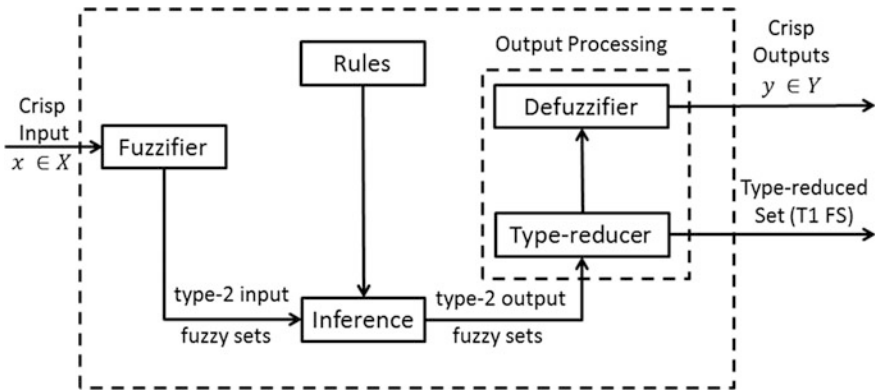 Crisp
Input
x ∈ X
Fuzzifier
Rules
type-2 input
fuzzy sets
Inference
type-2 output
fuzzy sets
Output Processing
Defuzzifier
Type-reducer
Crisp
Outputs
y ∈ Y
Type-reduced
Set (T1 FS)